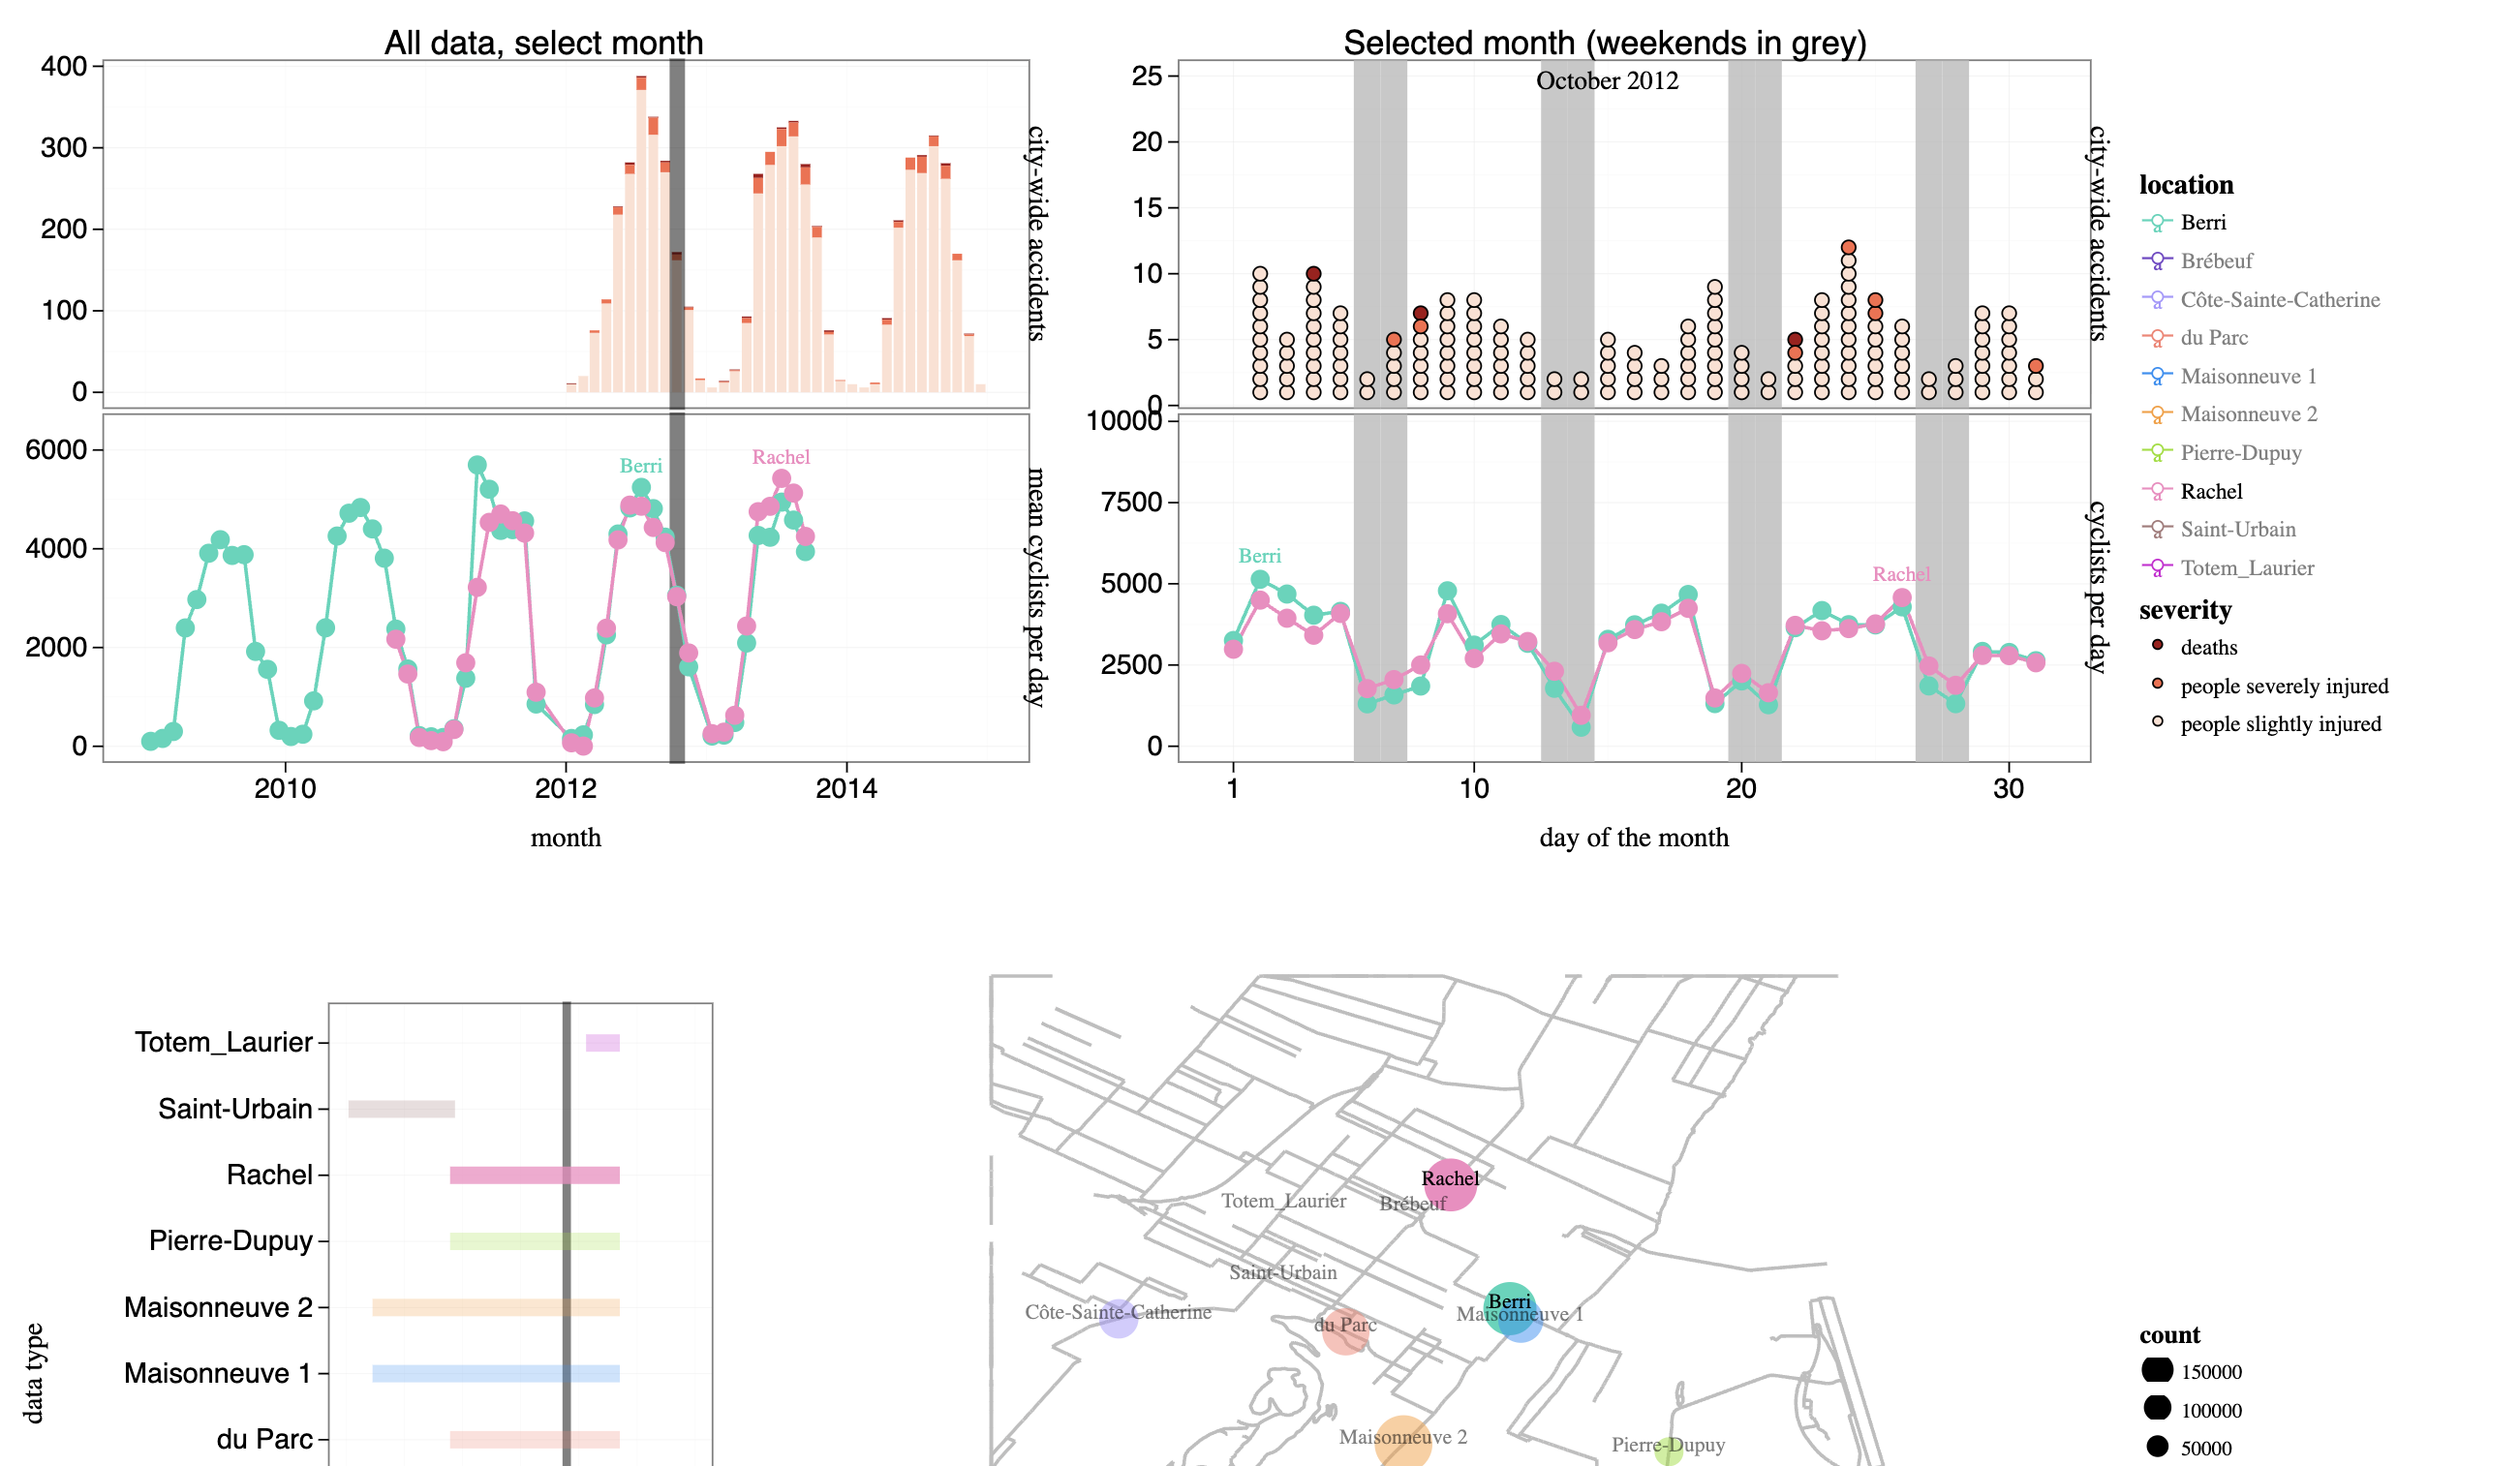 All data, select month
400
300
200
100
0
city-wide accidents
Berri
Rachel
6000
4000
2000
0
mean cyclists per day
2010
2012
2014
month
Selected month (weekends in grey)
October 2012
25
20
15
10
5
0
city-wide accidents
10000
7500
5000
2500
0
Berri
Rachel
cyclists per day
1
10
20
30
day of the month
location
a Berri
a Brébeuf
a Côte-Sainte-Catherine
a du Parc
a Maisonneuve 1
a Maisonneuve 2
a Pierre-Dupuy
a Rachel
a Saint-Urbain
a Totem_Laurier
severity
deaths
people severely injured
people slightly injured
data type
Totem_Laurier
Saint-Urbain
Rachel
Pierre-Dupuy
Maisonneuve 2
Maisonneuve 1
du Parc
Rachel
Totem_Laurier
Brébeuf
Saint-Urbain
Côte-Sainte-Catherine
Berri
Maisonneuve 1
du Parc
Maisonneuve 2
Pierre-Dupuy
count
150000
100000
50000